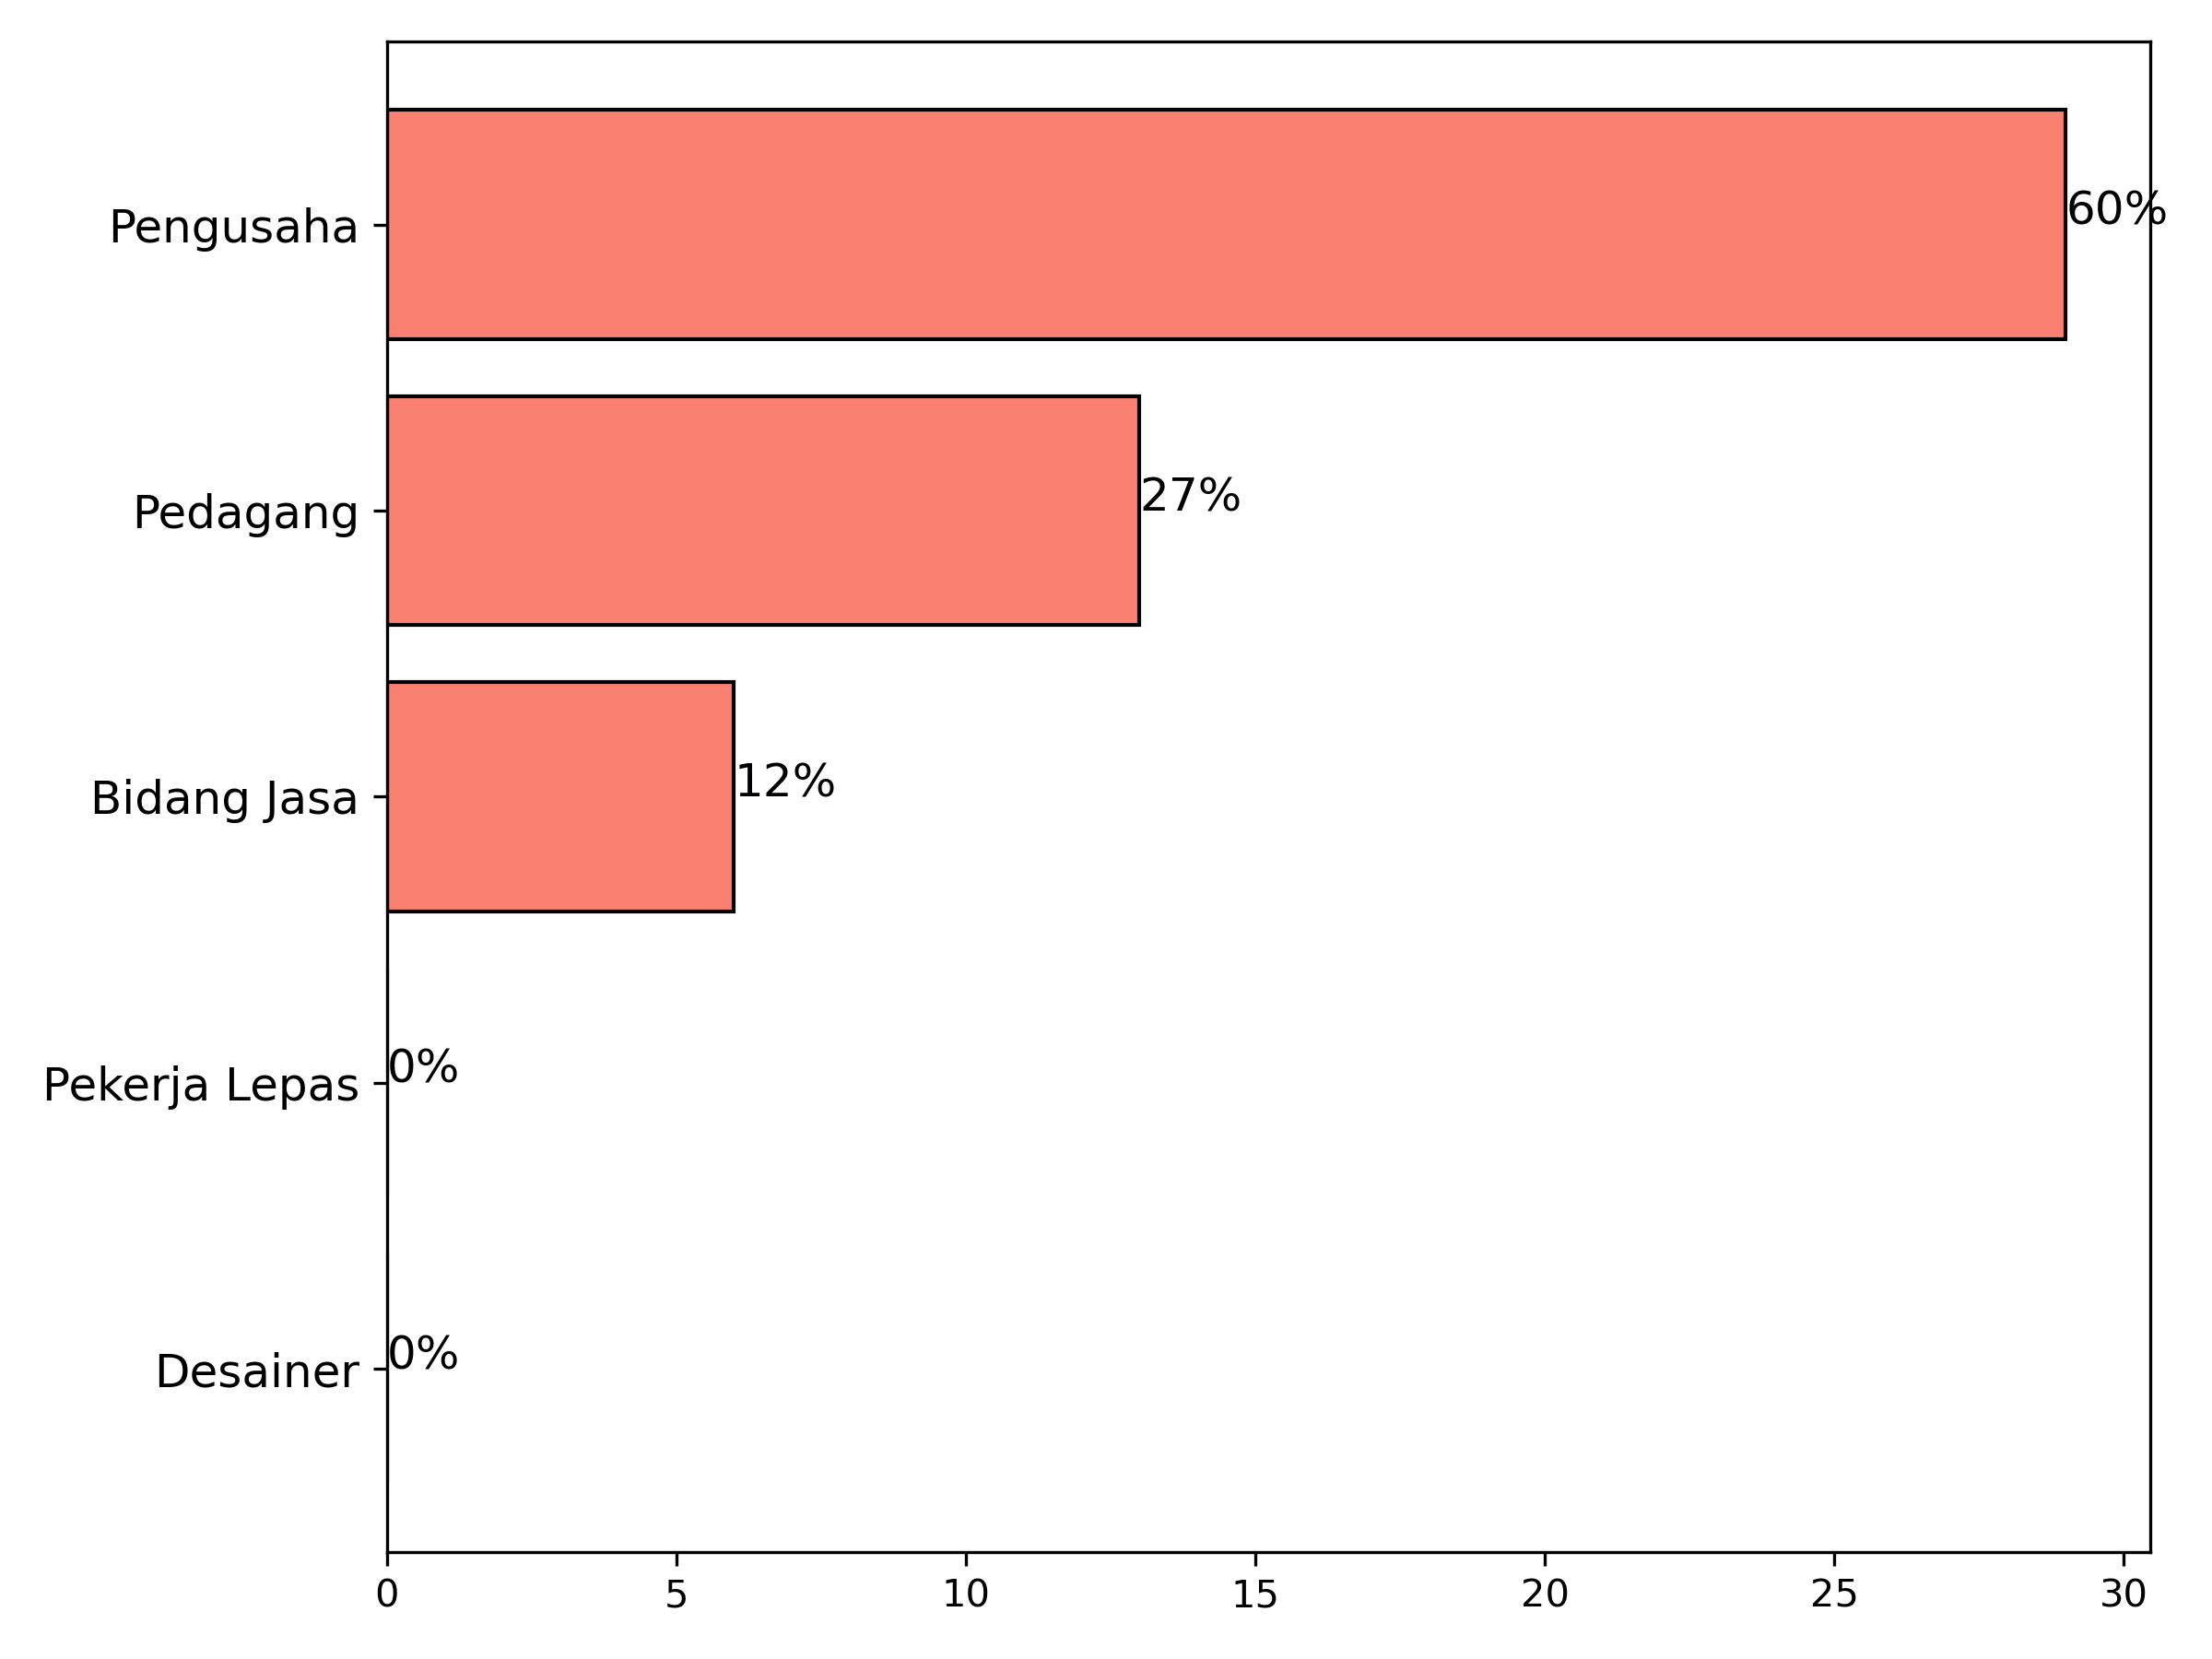 Pengusaha
60%
Pedagang
27%
Bidang Jasa
12%
Pekerja Lepas
0%
Desainer
0%
0 5 10 15 20 25 30